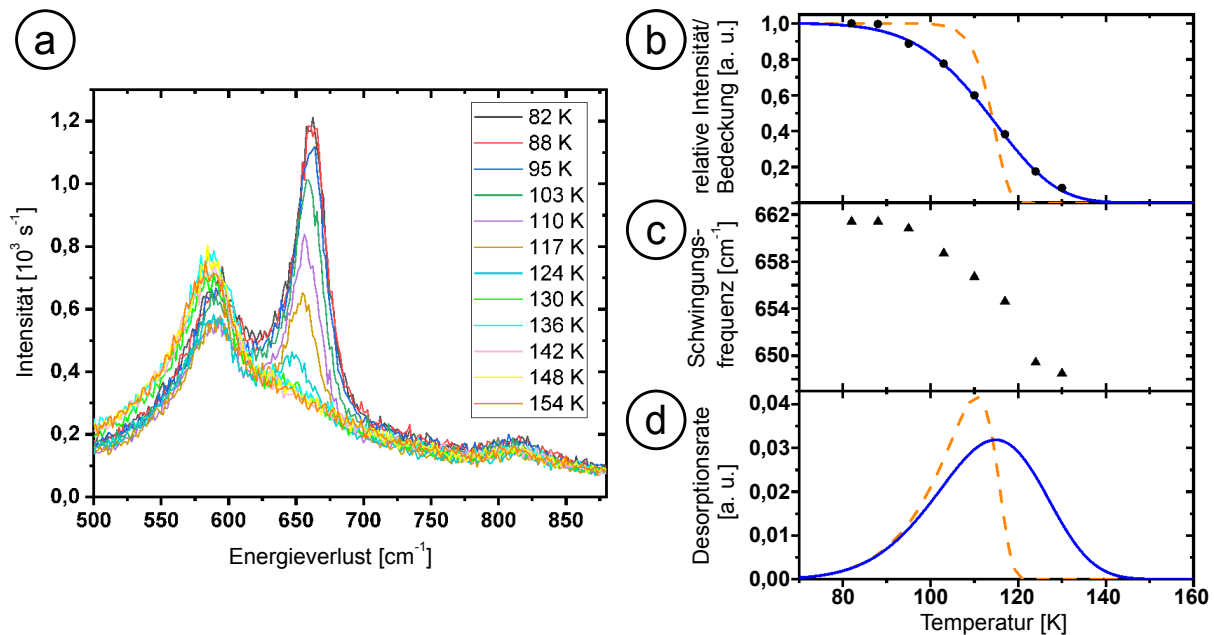 a
Intensität [10³ s⁻¹]
1,2
1,0
0,8
0,6
0,4
0,2
0,0
500 550 600 650 700 750 800 850
Energieverlust [cm⁻¹]
82 K
88 K
95 K
103 K
110 K
117 K
124 K
130 K
136 K
142 K
148 K
154 K
b
relative Intensität/
Bedeckung [a. u.]
1,0
0,8
0,6
0,4
0,2
c
Schwingungs-
frequenz [cm⁻¹]
662
658
654
650
d
Desorptionsrate
[a. u.]
0,04
0,03
0,02
0,01
0,00
80 100 120 140 160
Temperatur [K]